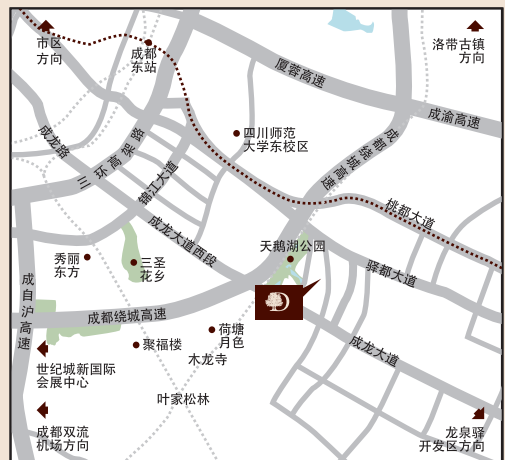 市区
方向
成都
东站
洛带古镇
方向
厦蓉高速
成渝高速
成龙路
三环高架路
四川师范
大学东校区
成都绕城高速
锦江大道
桃都大道
成龙大道西段
天鹅湖公园
秀丽
东方
三圣
花乡
驿都大道
成自沪高速
成都绕城高速
D
荷塘
月色
聚福楼
木龙寺
成龙大道
世纪城新国际
会展中心
叶家松林
成都双流
机场方向
龙泉驿
开发区方向